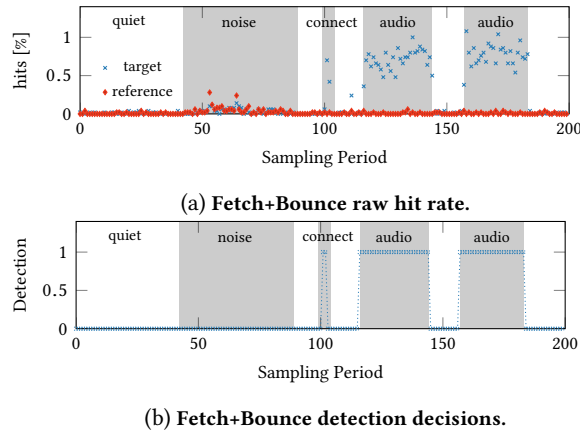 quiet noise connect audio audio
1
hits [%]
target
0.5
reference
0
0 50 100 150 200
Sampling Period
(a) Fetch+Bounce raw hit rate.
quiet noise connect audio audio
1
Detection
0.5
0
0 50 100 150 200
Sampling Period
(b) Fetch+Bounce detection decisions.